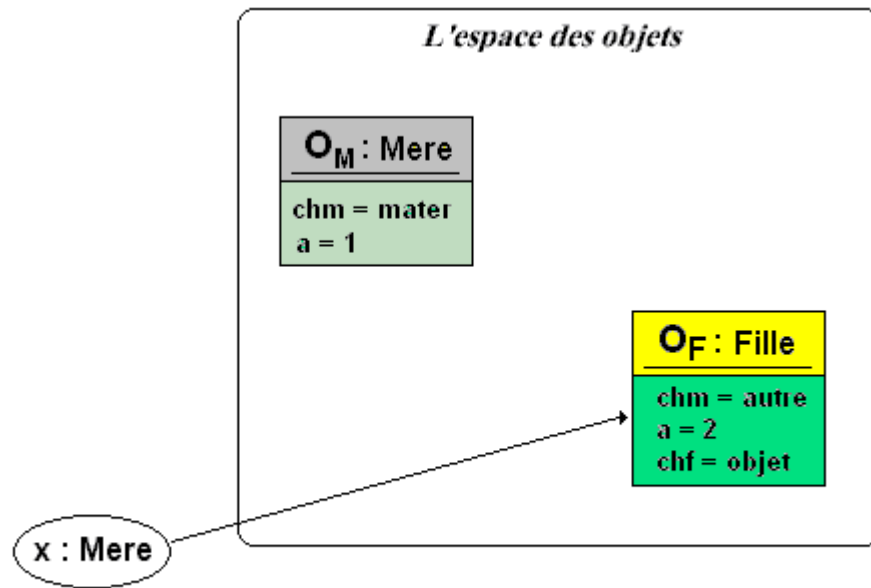 L'espace des objets
OM : Mere
chm = mater
a = 1
OF : Fille
chm = autre
a = 2
chf = objet
x : Mere